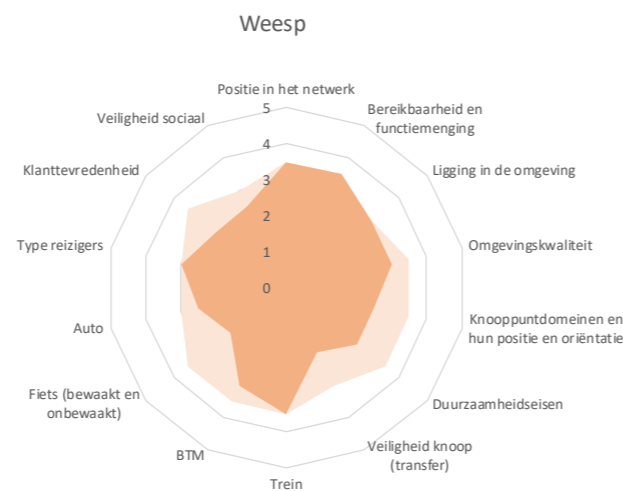 Weesp
Positie in het netwerk
Bereikbaarheid en
functiemenging
Ligging in de omgeving
Omgevingskwaliteit
Knooppuntdomeinen en
hun positie en oriëntatie
Duurzaamheidseisen
Veiligheid knoop
(transfer)
Trein
BTM
Fiets (bewaakt en
onbewaakt)
Auto
Type reizigers
Klanttevredenheid
Veiligheid sociaal
5
4
3
2
1
0